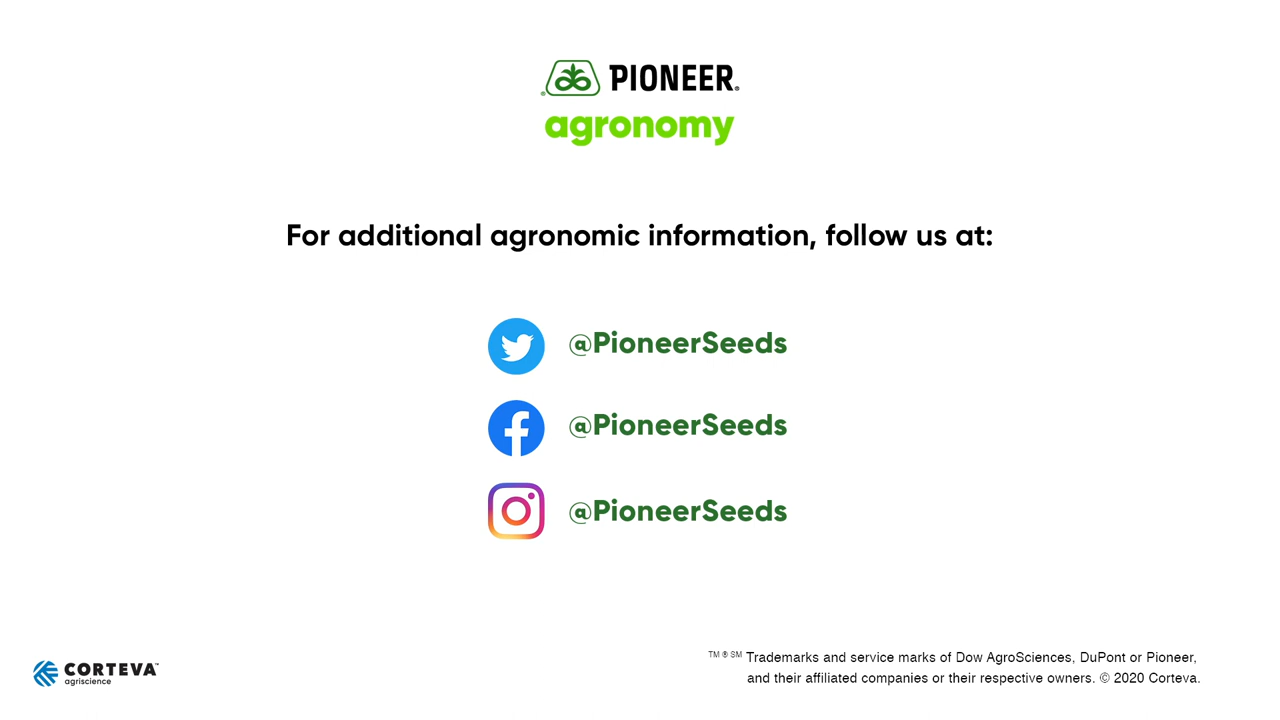 PIONEER®
agronomy
For additional agronomic information, follow us at:
@PioneerSeeds
@PioneerSeeds
@PioneerSeeds
CORTEVA™
agriscience
TM ® SM Trademarks and service marks of Dow AgroSciences, DuPont or Pioneer,
and their affiliated companies or their respective owners. © 2020 Corteva.